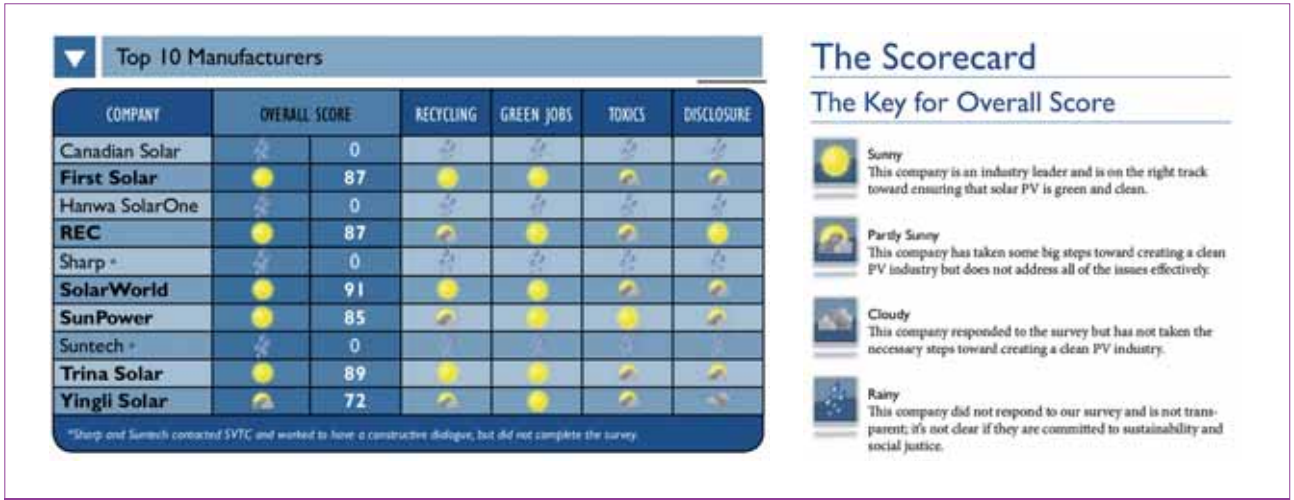 Top 10 Manufacturers
COMPANY OVERALL SCORE RECYCLING GREEN JOBS TOXICS DISCLOSURE
Canadian Solar 0
First Solar 87
Hanwa SolarOne 0
REC 87
Sharp * 0
SolarWorld 91
SunPower 85
Suntech * 0
Trina Solar 89
Yingli Solar 72
*Sharp and Suntech contacted SVTC and worked to have a constructive dialogue, but did not complete the survey.
The Scorecard
The Key for Overall Score
Sunny
This company is an industry leader and is on the right track
toward ensuring that solar PV is green and clean.
Partly Sunny
This company has taken some big steps toward creating a clean
PV industry but does not address all of the issues effectively.
Cloudy
This company responded to the survey but has not taken the
necessary steps toward creating a clean PV industry.
Rainy
This company did not respond to our survey and is not trans-
parent; it's not clear if they are committed to sustainability and
social justice.